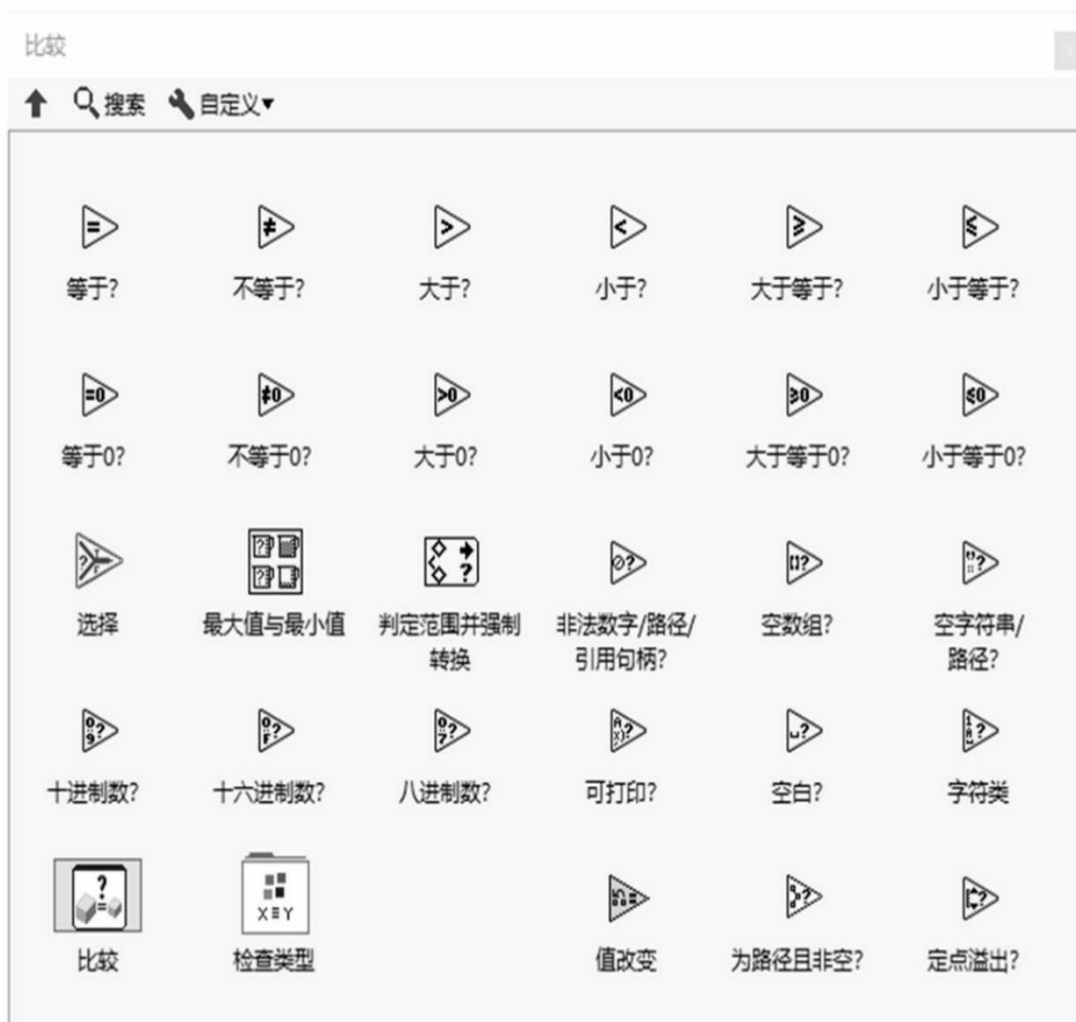 比较
搜索 自定义▼
等于? 不等于? 大于? 小于? 大于等于? 小于等于?
等于0? 不等于0? 大于0? 小于0? 大于等于0? 小于等于0?
选择 最大值与最小值 判定范围并强制 非法数字/路径/ 空数组? 空字符串/
转换 引用句柄? 路径?
十进制数? 十六进制数? 八进制数? 可打印? 空白? 字符类
比较 检查类型 值改变 为路径且非空? 定点溢出?